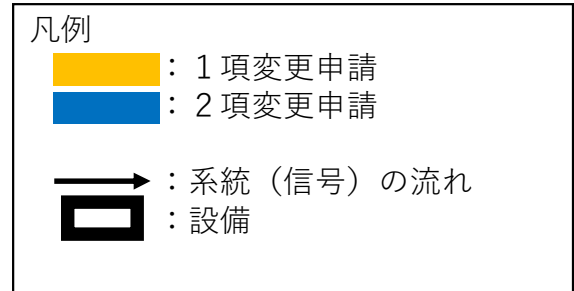 凡例
：１項変更申請
：２項変更申請
：系統（信号）の流れ
：設備